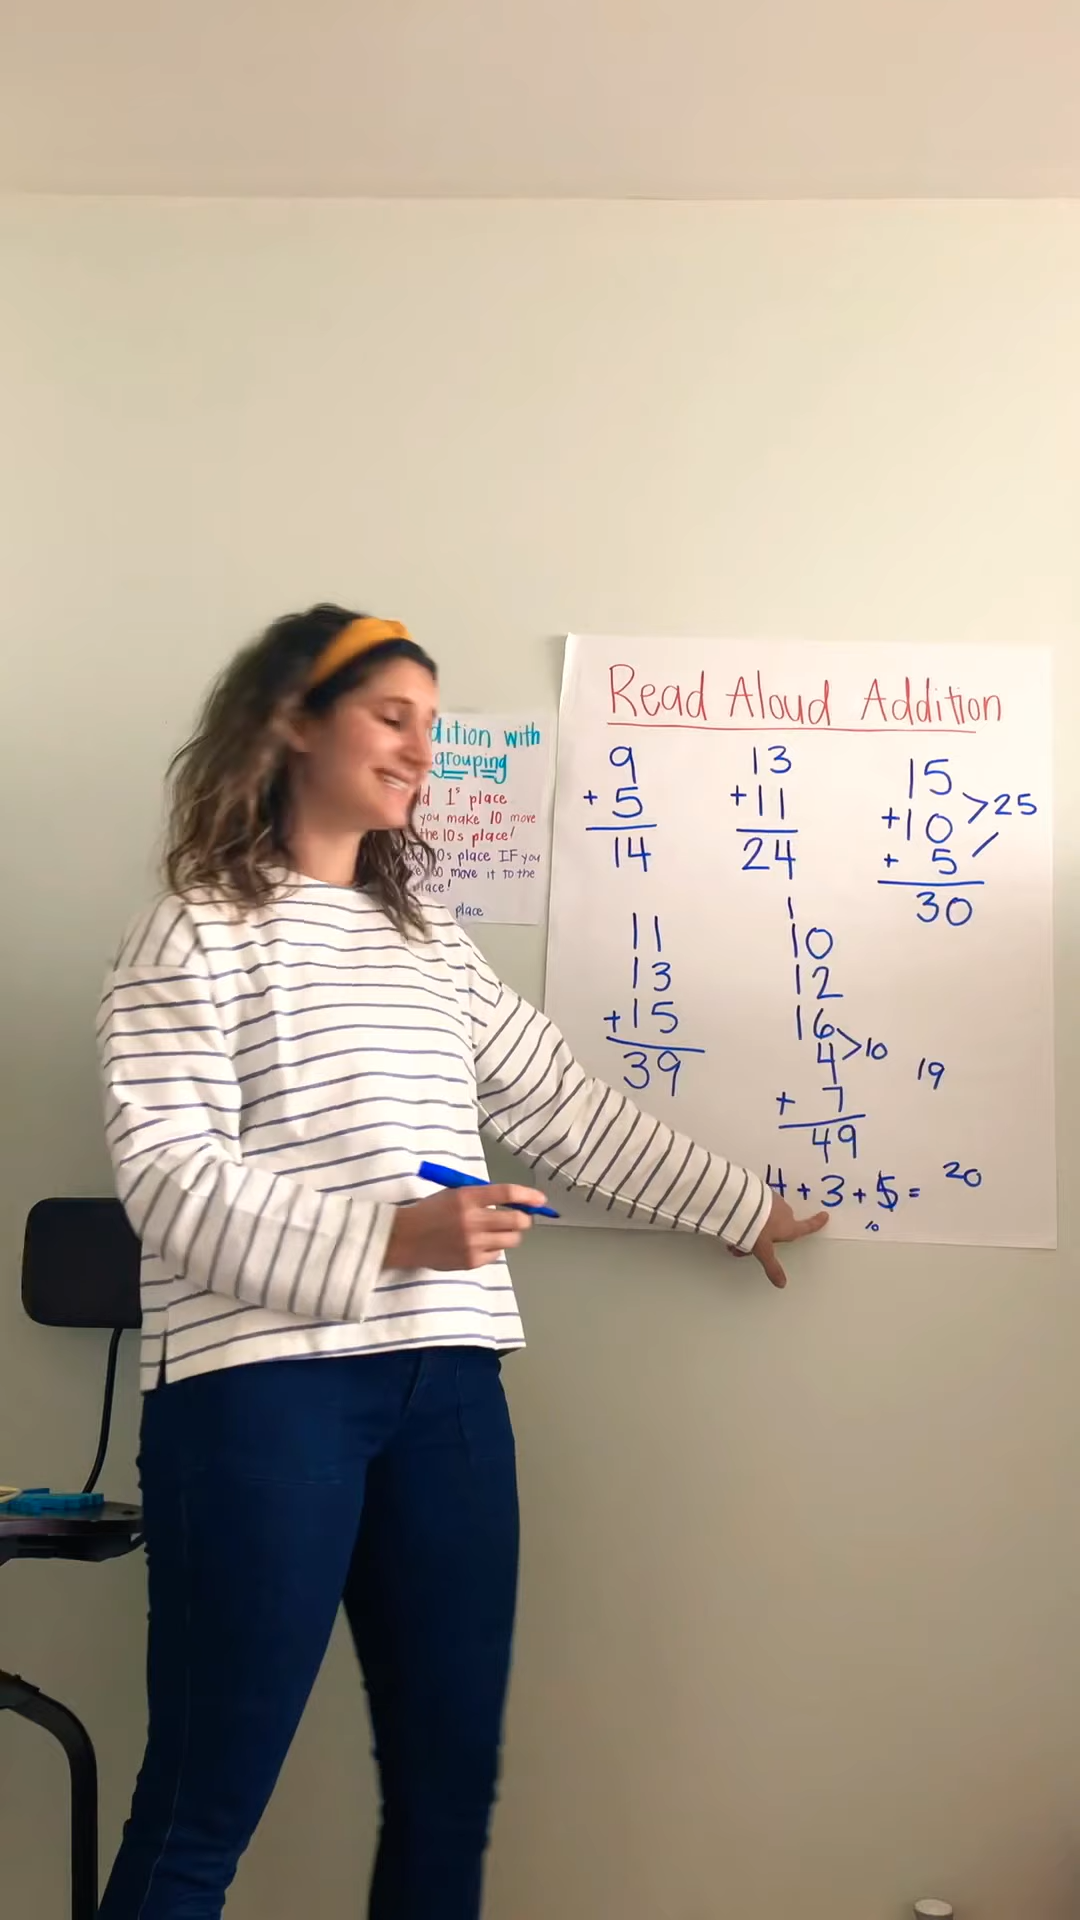 Read Aloud Addition
9
+ 5
14
13
+11
24
15
+10 >25
+ 5
30
11
13
+15
39
1
10
12
16
4 >10
19
+ 7
49
4+3+5= 20
10
dition with
grouping
1s place
you make 10 move
the 10s place!
0s place IF you
move it to the
place!
place